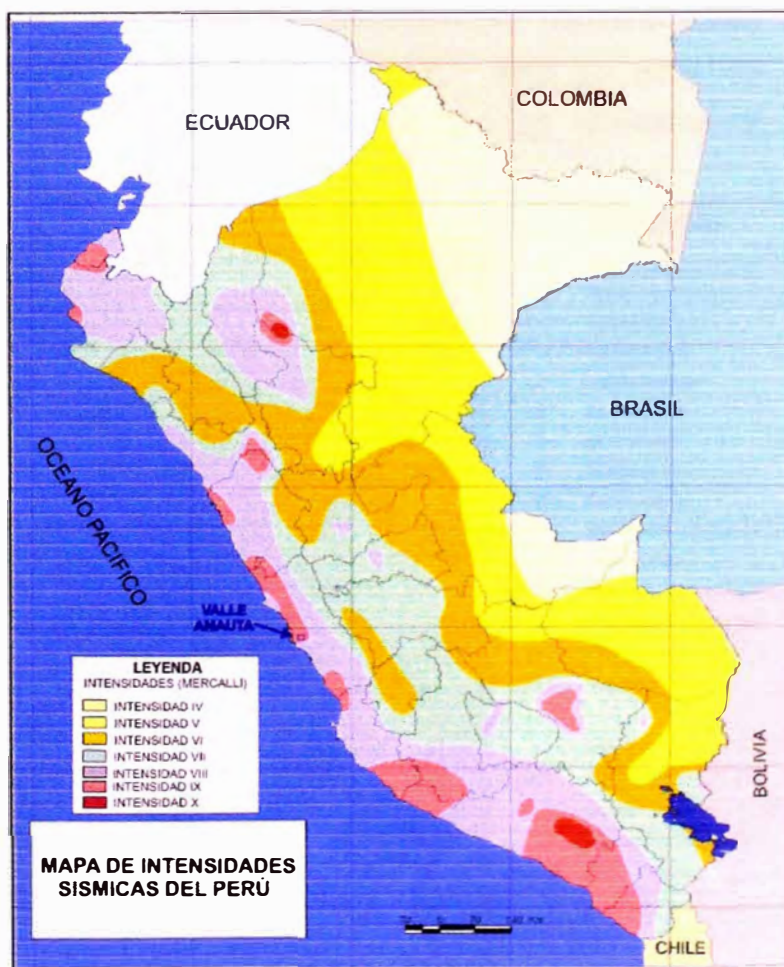 COLOMBIA
ECUADOR
BRASIL
OCEANO PACIFICO
VALLE
AMAUTA
LEYENDA
INTENSIDADES (MERCALLI)
INTENSIDAD IV
INTENSIDAD V
INTENSIDAD VI
INTENSIDAD VII
INTENSIDAD VIII
INTENSIDAD IX
INTENSIDAD X
BOLIVIA
MAPA DE INTENSIDADES
SISMICAS DEL PERÚ
CHILE